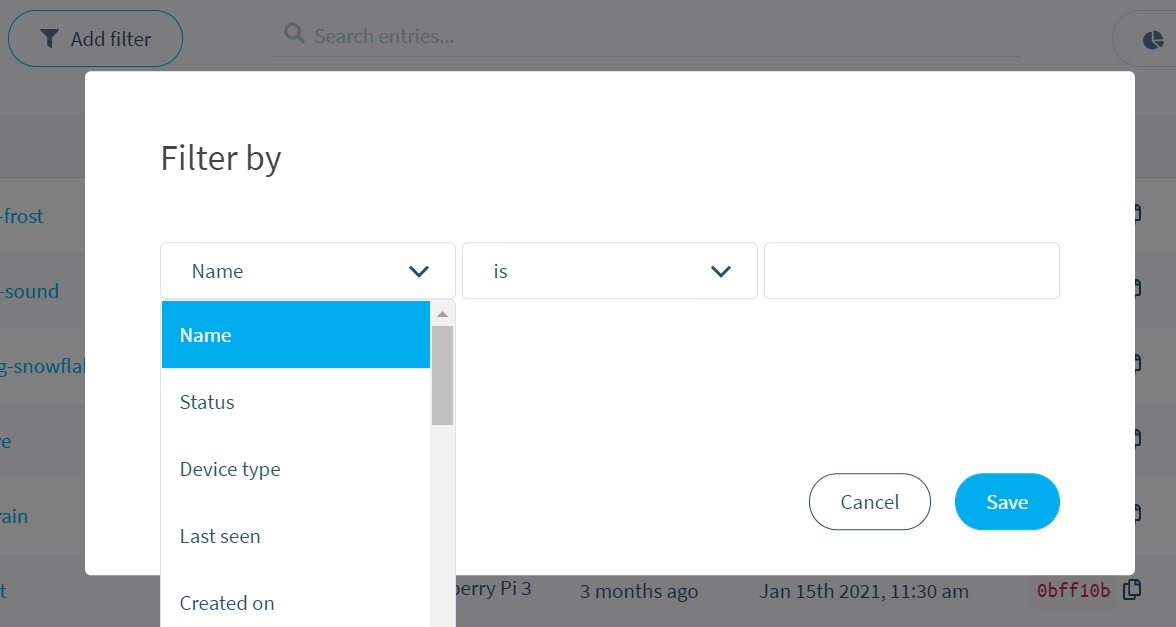 Add filter
Search entries...
Filter by
Name
is
Name
Status
Device type
Last seen
Created on
Cancel
Save
-frost
-sound
g-snowfla
re
rain
t
berry Pi 3
3 months ago
Jan 15th 2021, 11:30 am
0bff10b